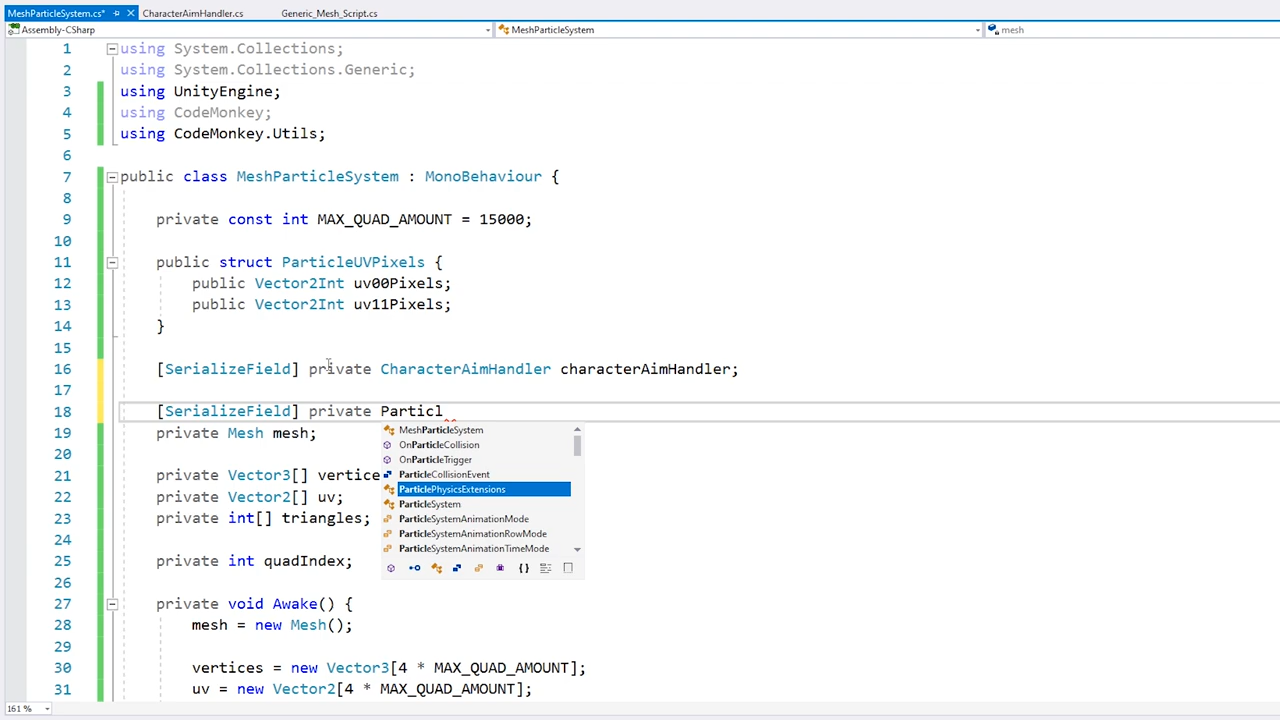 MeshParticleSystem.cs* CharacterAimHandler.cs Generic_Mesh_Script.cs
Assembly-CSharp MeshParticleSystem mesh
1 using System.Collections;
2 using System.Collections.Generic;
3 using UnityEngine;
4 using CodeMonkey;
5 using CodeMonkey.Utils;
6
7 public class MeshParticleSystem : MonoBehaviour {
8
9 private const int MAX_QUAD_AMOUNT = 15000;
10
11 public struct ParticleUVPixels {
12 public Vector2Int uv00Pixels;
13 public Vector2Int uv11Pixels;
14 }
15
16 [SerializeField] private CharacterAimHandler characterAimHandler;
17
18 [SerializeField] private Particl
19 private Mesh mesh;
20
21 private Vector3[] vertice
22 private Vector2[] uv;
23 private int[] triangles;
24
25 private int quadIndex;
26
27 private void Awake() {
28 mesh = new Mesh();
29
30 vertices = new Vector3[4 * MAX_QUAD_AMOUNT];
31 uv = new Vector2[4 * MAX_QUAD_AMOUNT];
MeshParticleSystem
OnParticleCollision
OnParticleTrigger
ParticleCollisionEvent
ParticlePhysicsExtensions
ParticleSystem
ParticleSystemAnimationMode
ParticleSystemAnimationRowMode
ParticleSystemAnimationTimeMode
161 %